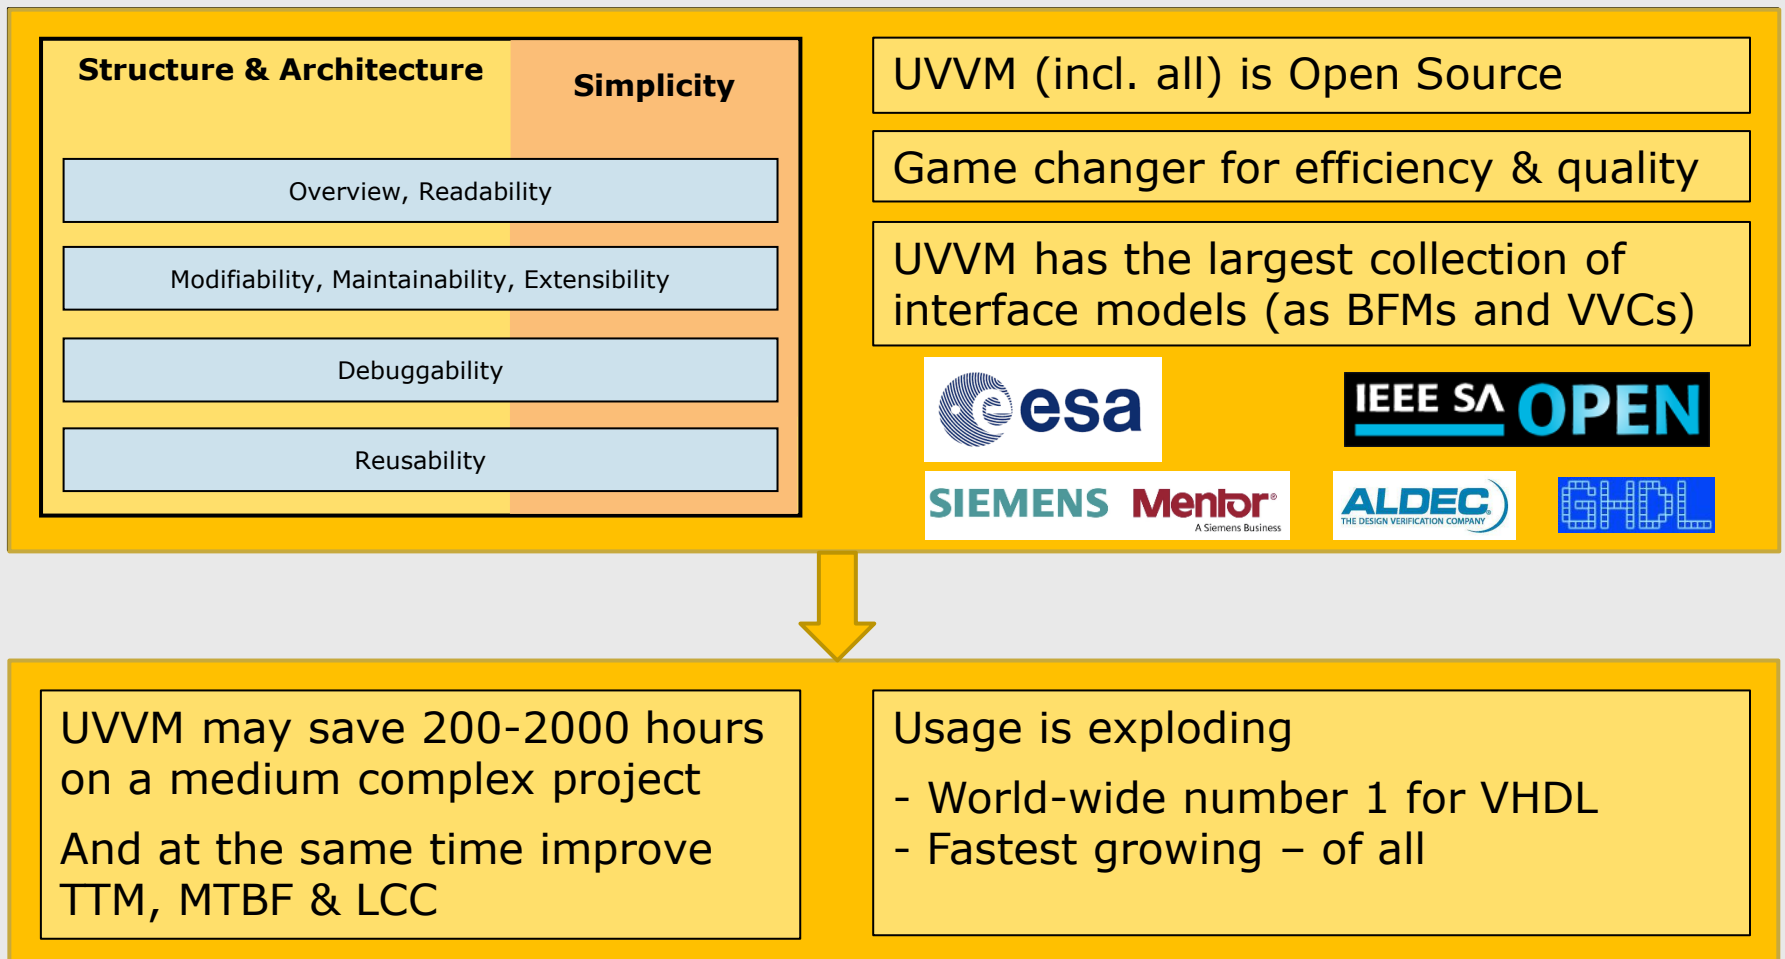 Structure & Architecture
Simplicity
Overview, Readability
Modifiability, Maintainability, Extensibility
Debuggability
Reusability
UVVM (incl. all) is Open Source
Game changer for efficiency & quality
UVVM has the largest collection of
interface models (as BFMs and VVCs)
esa
IEEE SA OPEN
SIEMENS Mentor®
A Siemens Business
ALDEC®
THE DESIGN VERIFICATION COMPANY
GHDL
UVVM may save 200-2000 hours
on a medium complex project
And at the same time improve
TTM, MTBF & LCC
Usage is exploding
- World-wide number 1 for VHDL
- Fastest growing – of all